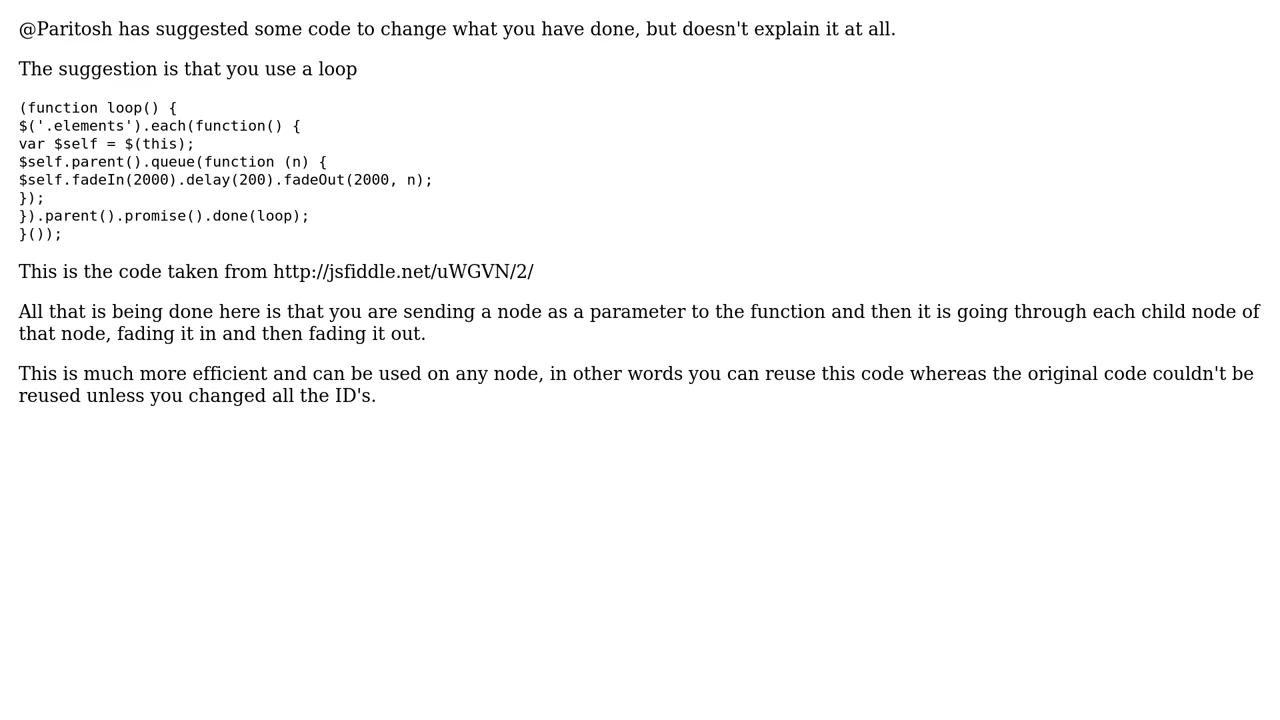 @Paritosh has suggested some code to change what you have done, but doesn't explain it at all.
The suggestion is that you use a loop
(function loop() {
$('.elements').each(function() {
var $self = $(this);
$self.parent().queue(function (n) {
$self.fadeIn(2000).delay(200).fadeOut(2000, n);
});
}).parent().promise().done(loop);
}());
This is the code taken from http://jsfiddle.net/uWGVN/2/
All that is being done here is that you are sending a node as a parameter to the function and then it is going through each child node of
that node, fading it in and then fading it out.
This is much more efficient and can be used on any node, in other words you can reuse this code whereas the original code couldn't be
reused unless you changed all the ID's.